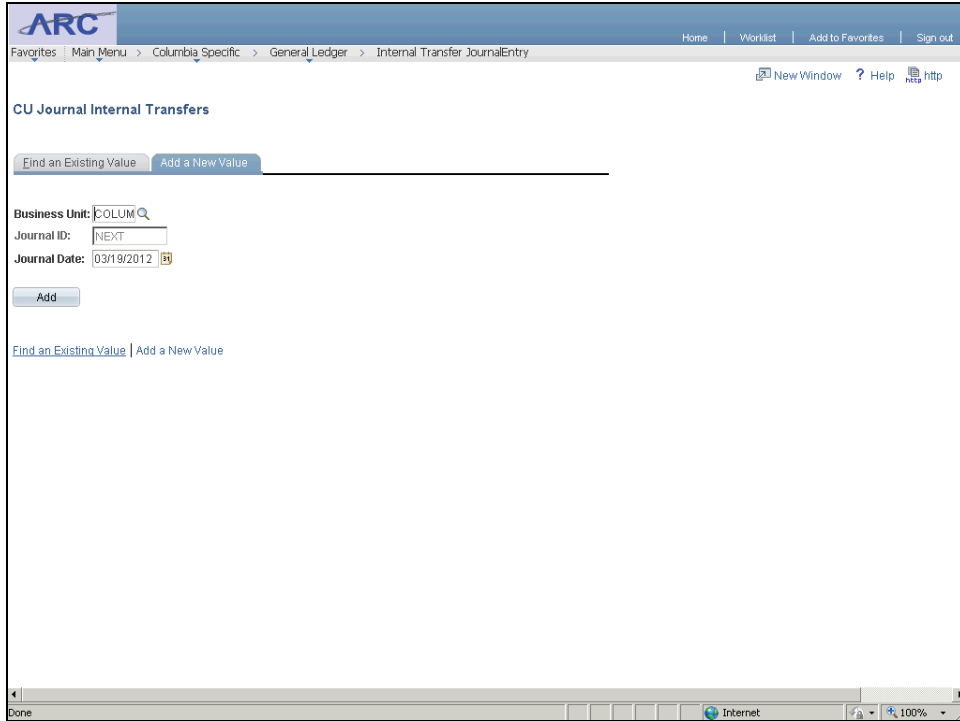 ARC
Home | Worklist | Add to Favorites | Sign out
Favorites Main Menu > Columbia Specific > General Ledger > Internal Transfer JournalEntry
New Window ? Help http http
CU Journal Internal Transfers
Find an Existing Value Add a New Value
Business Unit: COLUM
Journal ID: NEXT
Journal Date: 03/19/2012 31
Add
Find an Existing Value | Add a New Value
Done Internet 100%